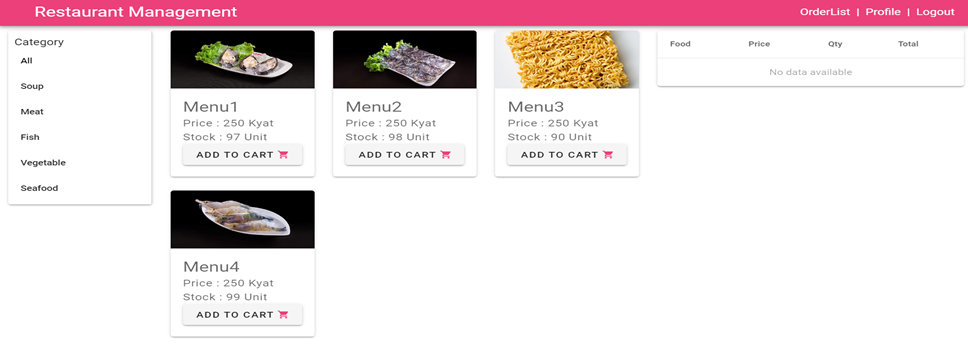 Restaurant Management
OrderList | Profile | Logout
Category
All
Soup
Meat
Fish
Vegetable
Seafood
Menu1
Price : 250 Kyat
Stock : 97 Unit
ADD TO CART
Menu2
Price : 250 Kyat
Stock : 98 Unit
ADD TO CART
Menu3
Price : 250 Kyat
Stock : 90 Unit
ADD TO CART
Menu4
Price : 250 Kyat
Stock : 99 Unit
ADD TO CART
Food Price Qty Total
No data available